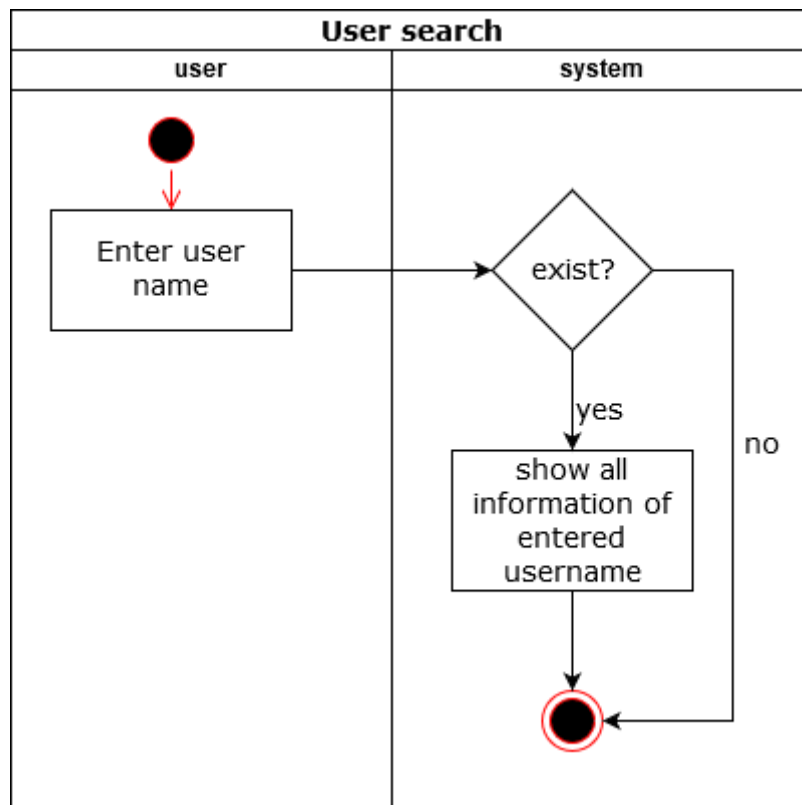 User search
user
system
Enter user
name
exist?
yes
no
show all
information of
entered
username